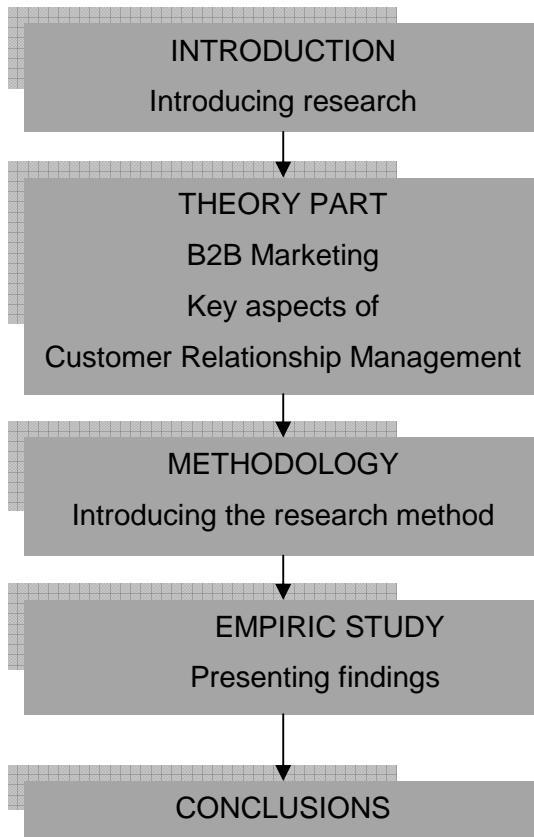 INTRODUCTION
Introducing research
THEORY PART
B2B Marketing
Key aspects of
Customer Relationship Management
METHODOLOGY
Introducing the research method
EMPIRIC STUDY
Presenting findings
CONCLUSIONS